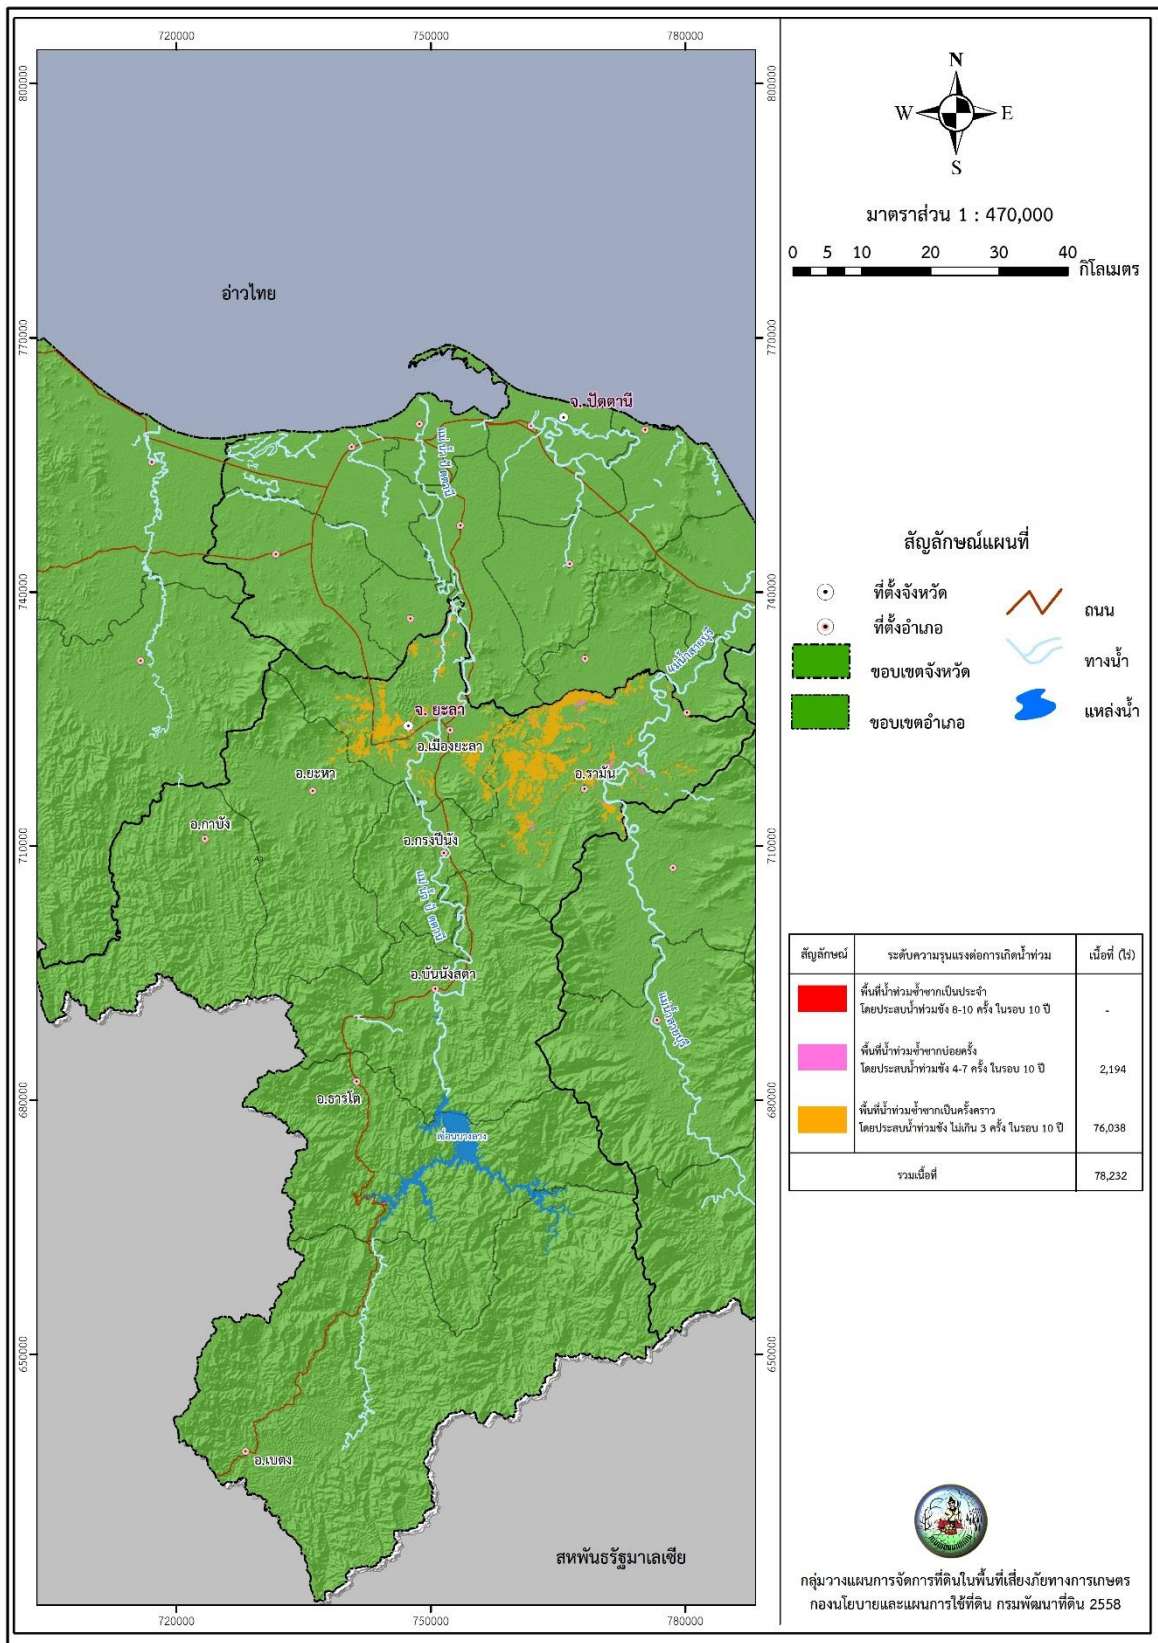 720000
750000
780000
800000
800000
770000
770000
740000
740000
710000
710000
680000
680000
650000
650000
720000
750000
780000
อ่าวไทย
จ. ปัตตานี
แม่น้ำปัตตานี
แม่น้ำสายบุรี
จ. ยะลา
อ.เมืองยะลา
อ.ยะหา
อ.รามัน
อ.กาบัง
อ.กรงปินัง
แม่น้ำปัตตานี
อ.บันนังสตา
แม่น้ำสายบุรี
อ.ธารโต
เขื่อนบางลาง
อ.เบตง
สหพันธรัฐมาเลเซีย
N
W
E
S
มาตราส่วน 1 : 470,000
0 5 10 20 30 40
กิโลเมตร
สัญลักษณ์แผนที่
ที่ตั้งจังหวัด
ที่ตั้งอำเภอ
ขอบเขตจังหวัด
ขอบเขตอำเภอ
ถนน
ทางน้ำ
แหล่งน้ำ
สัญลักษณ์ ระดับความรุนแรงต่อการเกิดน้ำท่วม เนื้อที่ (ไร่)
พื้นที่น้ำท่วมซ้ำซากเป็นประจำ
โดยประสบน้ำท่วมขัง 8-10 ครั้ง ในรอบ 10 ปี -
พื้นที่น้ำท่วมซ้ำซากบ่อยครั้ง
โดยประสบน้ำท่วมขัง 4-7 ครั้ง ในรอบ 10 ปี 2,194
พื้นที่น้ำท่วมซ้ำซากเป็นครั้งคราว
โดยประสบน้ำท่วมขัง ไม่เกิน 3 ครั้ง ในรอบ 10 ปี 76,038
รวมเนื้อที่ 78,232
กลุ่มวางแผนการจัดการที่ดินในพื้นที่เสี่ยงภัยทางการเกษตร
กองนโยบายและแผนการใช้ที่ดิน กรมพัฒนาที่ดิน 2558